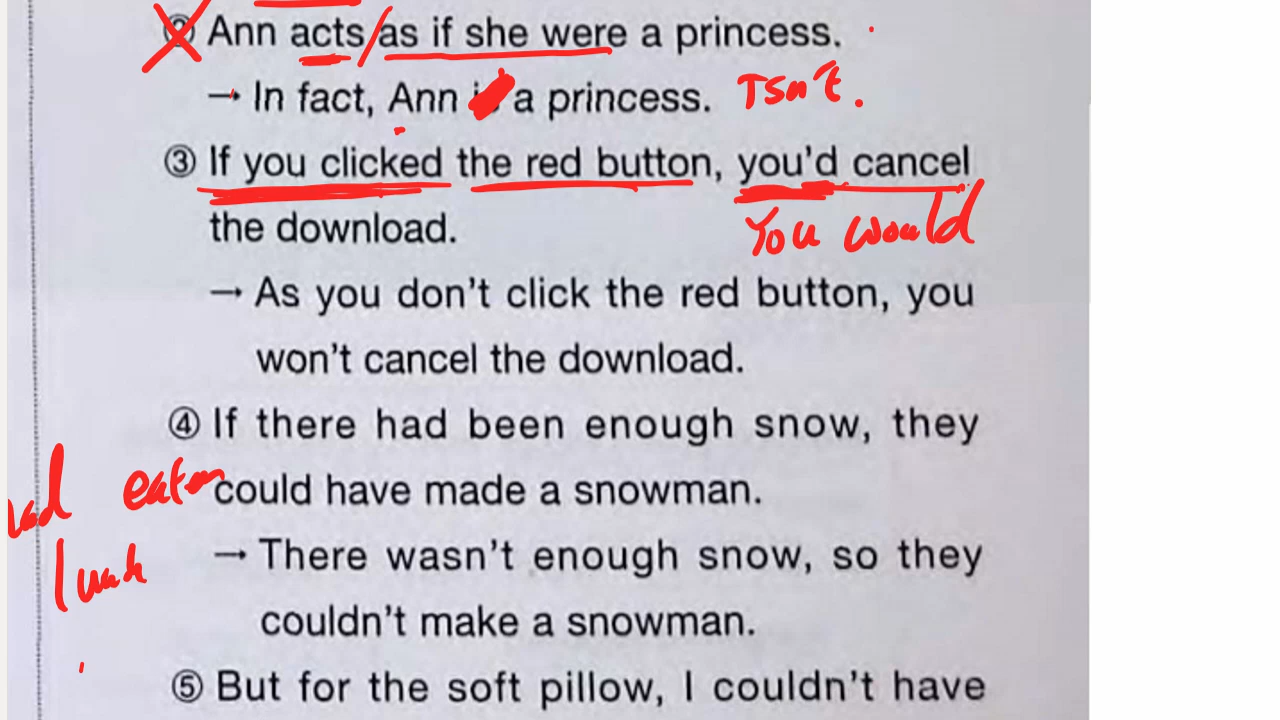 ② Ann acts as if she were a princess.
→ In fact, Ann is a princess. Isn't.
③ If you clicked the red button, you'd cancel
the download. You would
→ As you don't click the red button, you
won't cancel the download.
④ If there had been enough snow, they
had eaten could have made a snowman.
→ There wasn't enough snow, so they
lunch
couldn't make a snowman.
⑤ But for the soft pillow, I couldn't have